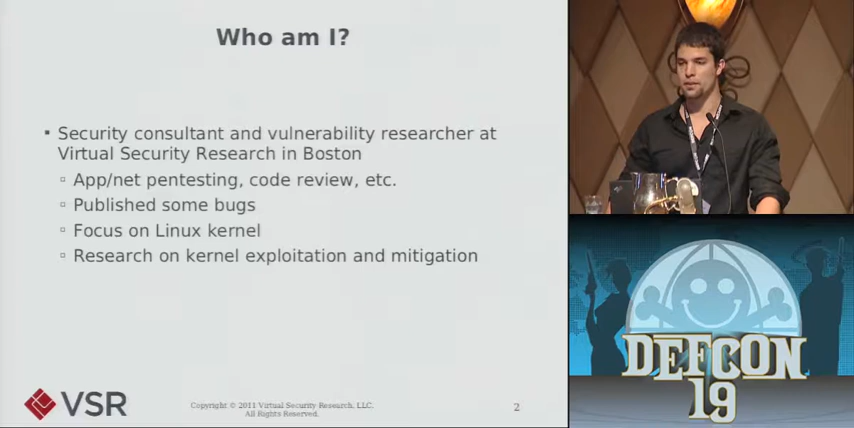 Who am I?
▪ Security consultant and vulnerability researcher at
Virtual Security Research in Boston
▫ App/net pentesting, code review, etc.
▫ Published some bugs
▫ Focus on Linux kernel
▫ Research on kernel exploitation and mitigation
VSR
Copyright © 2011 Virtual Security Research, LLC.
All Rights Reserved.
2
DEFCON
19